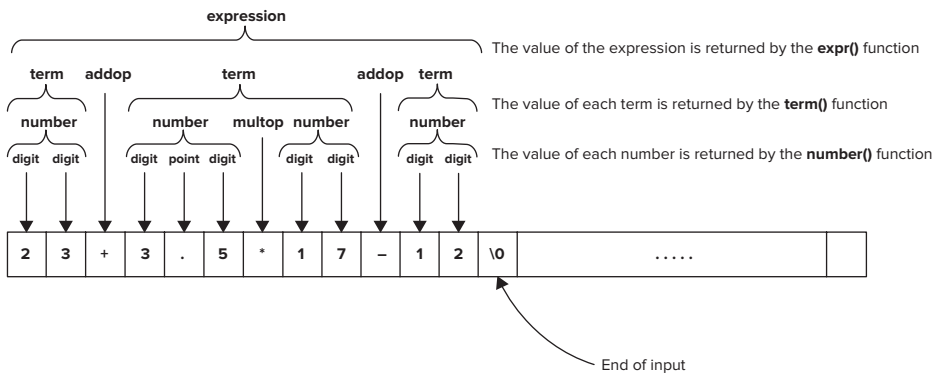 expression
The value of the expression is returned by the expr() function
term addop term addop term
The value of each term is returned by the term() function
number number multop number number
digit digit digit point digit digit digit digit digit
The value of each number is returned by the number() function
2 3 + 3 . 5 * 1 7 – 1 2 \0 . . . . .
End of input